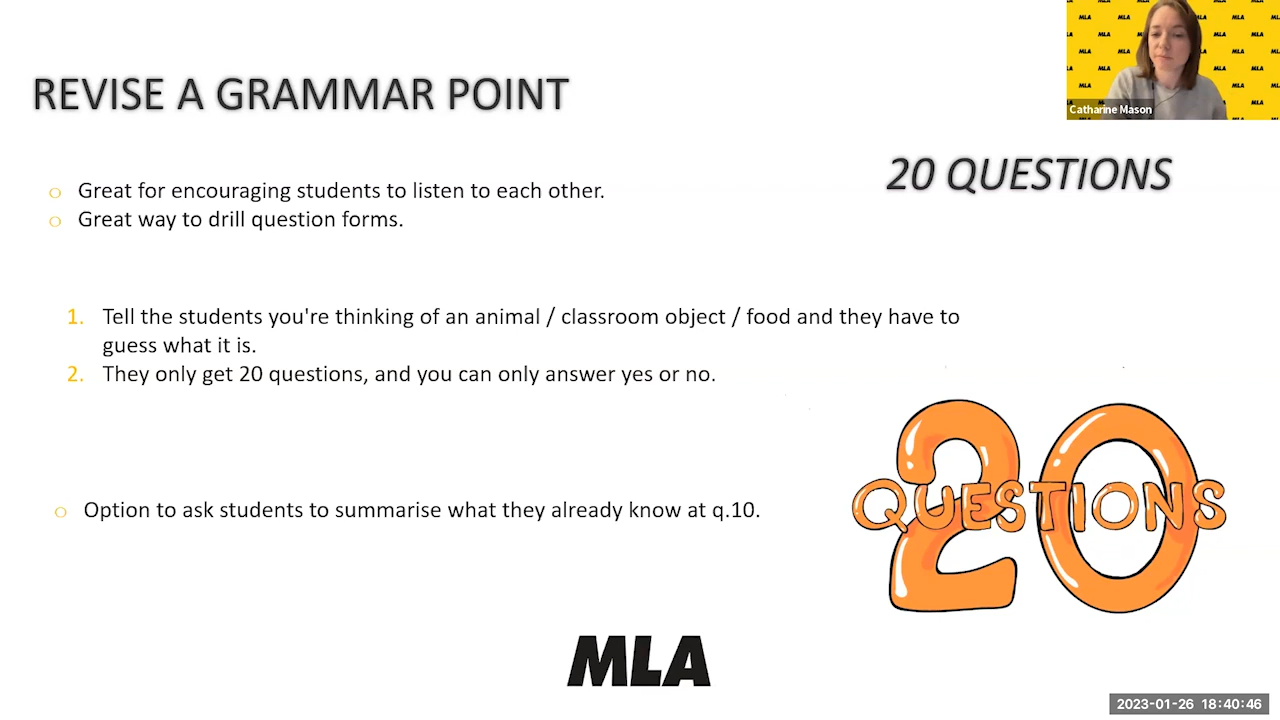 REVISE A GRAMMAR POINT
Catharine Mason
20 QUESTIONS
o Great for encouraging students to listen to each other.
o Great way to drill question forms.
1. Tell the students you're thinking of an animal / classroom object / food and they have to
guess what it is.
2. They only get 20 questions, and you can only answer yes or no.
20
QUESTIONS
o Option to ask students to summarise what they already know at q.10.
MLA
2023-01-26 18:40:46